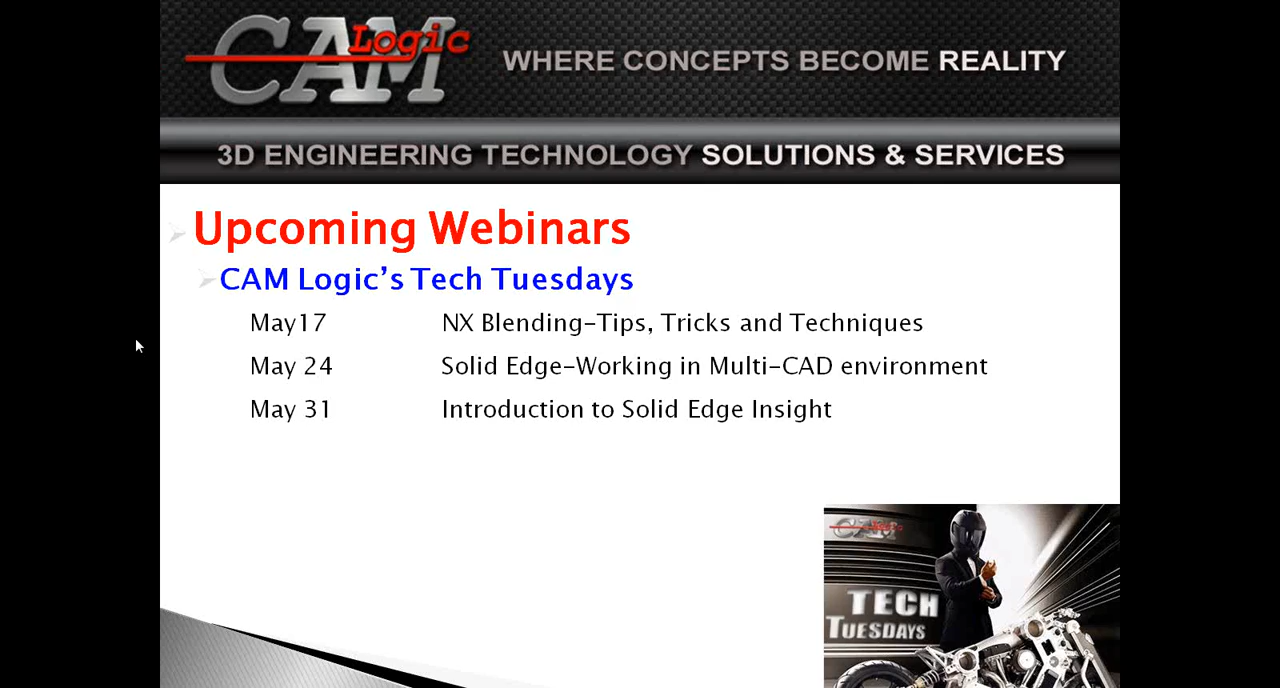 CAM Logic
WHERE CONCEPTS BECOME REALITY
3D ENGINEERING TECHNOLOGY SOLUTIONS & SERVICES
Upcoming Webinars
CAM Logic’s Tech Tuesdays
May17 NX Blending-Tips, Tricks and Techniques
May 24 Solid Edge-Working in Multi-CAD environment
May 31 Introduction to Solid Edge Insight
CAM Logic
TECH
TUESDAYS